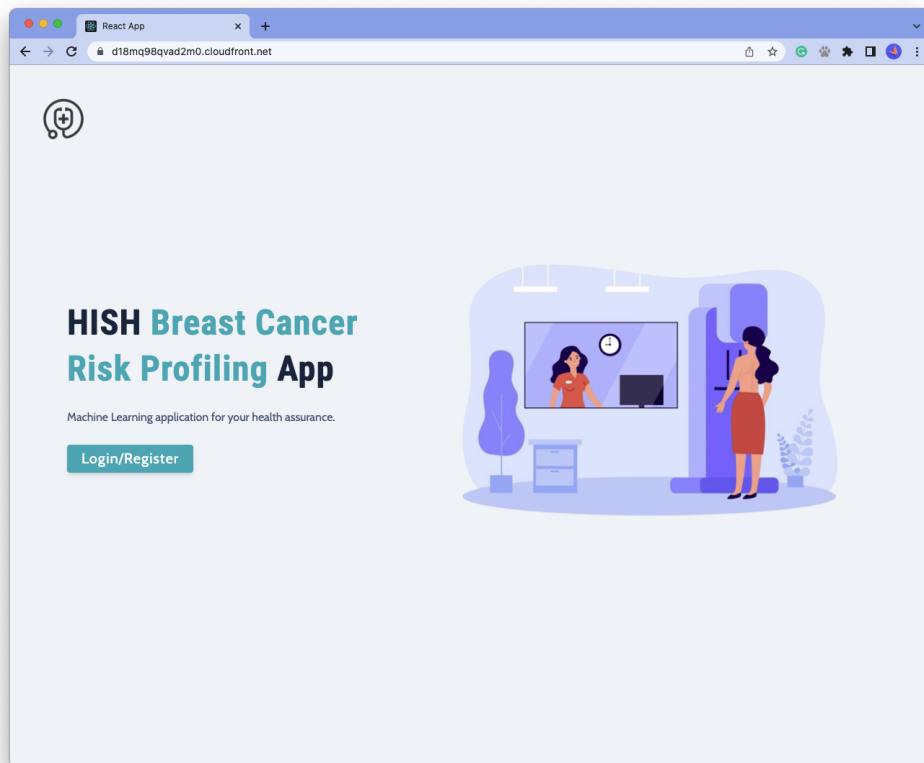 React App
d18mq98qvad2m0.cloudfront.net
HISH Breast Cancer
Risk Profiling App
Machine Learning application for your health assurance.
Login/Register